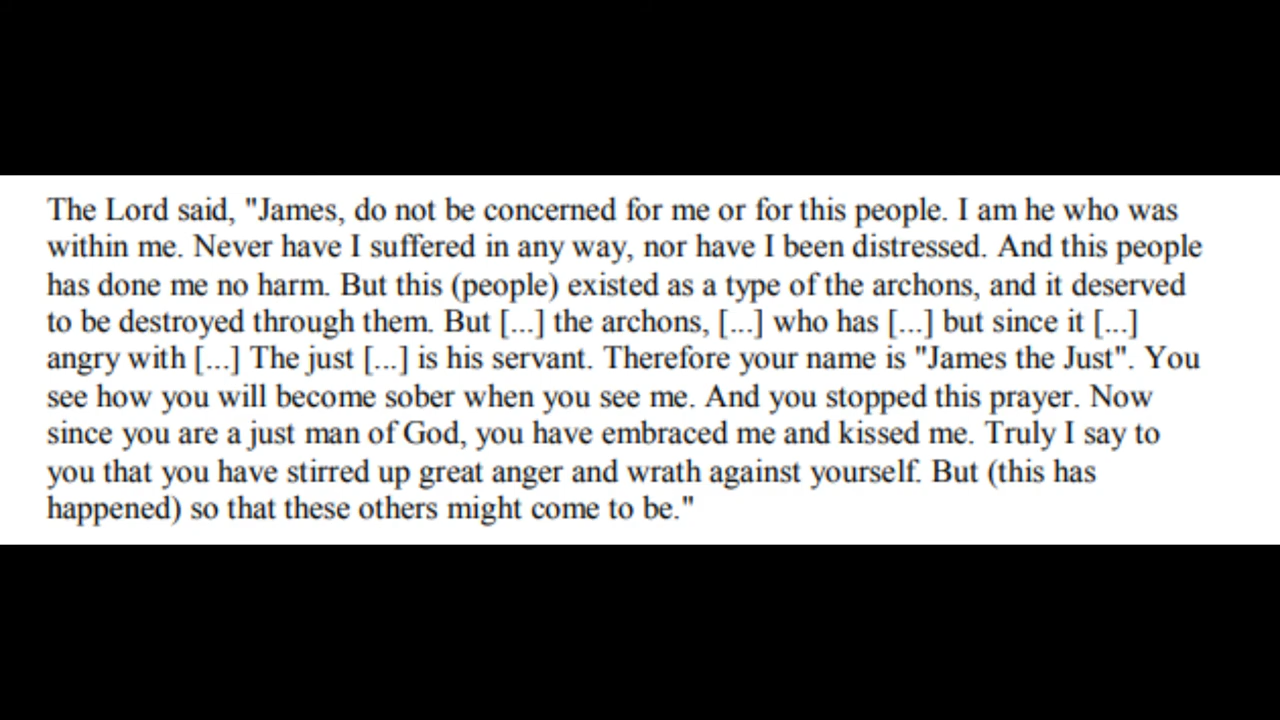 The Lord said, "James, do not be concerned for me or for this people. I am he who was
within me. Never have I suffered in any way, nor have I been distressed. And this people
has done me no harm. But this (people) existed as a type of the archons, and it deserved
to be destroyed through them. But [...] the archons, [...] who has [...] but since it [...]
angry with [...] The just [...] is his servant. Therefore your name is "James the Just". You
see how you will become sober when you see me. And you stopped this prayer. Now
since you are a just man of God, you have embraced me and kissed me. Truly I say to
you that you have stirred up great anger and wrath against yourself. But (this has
happened) so that these others might come to be."